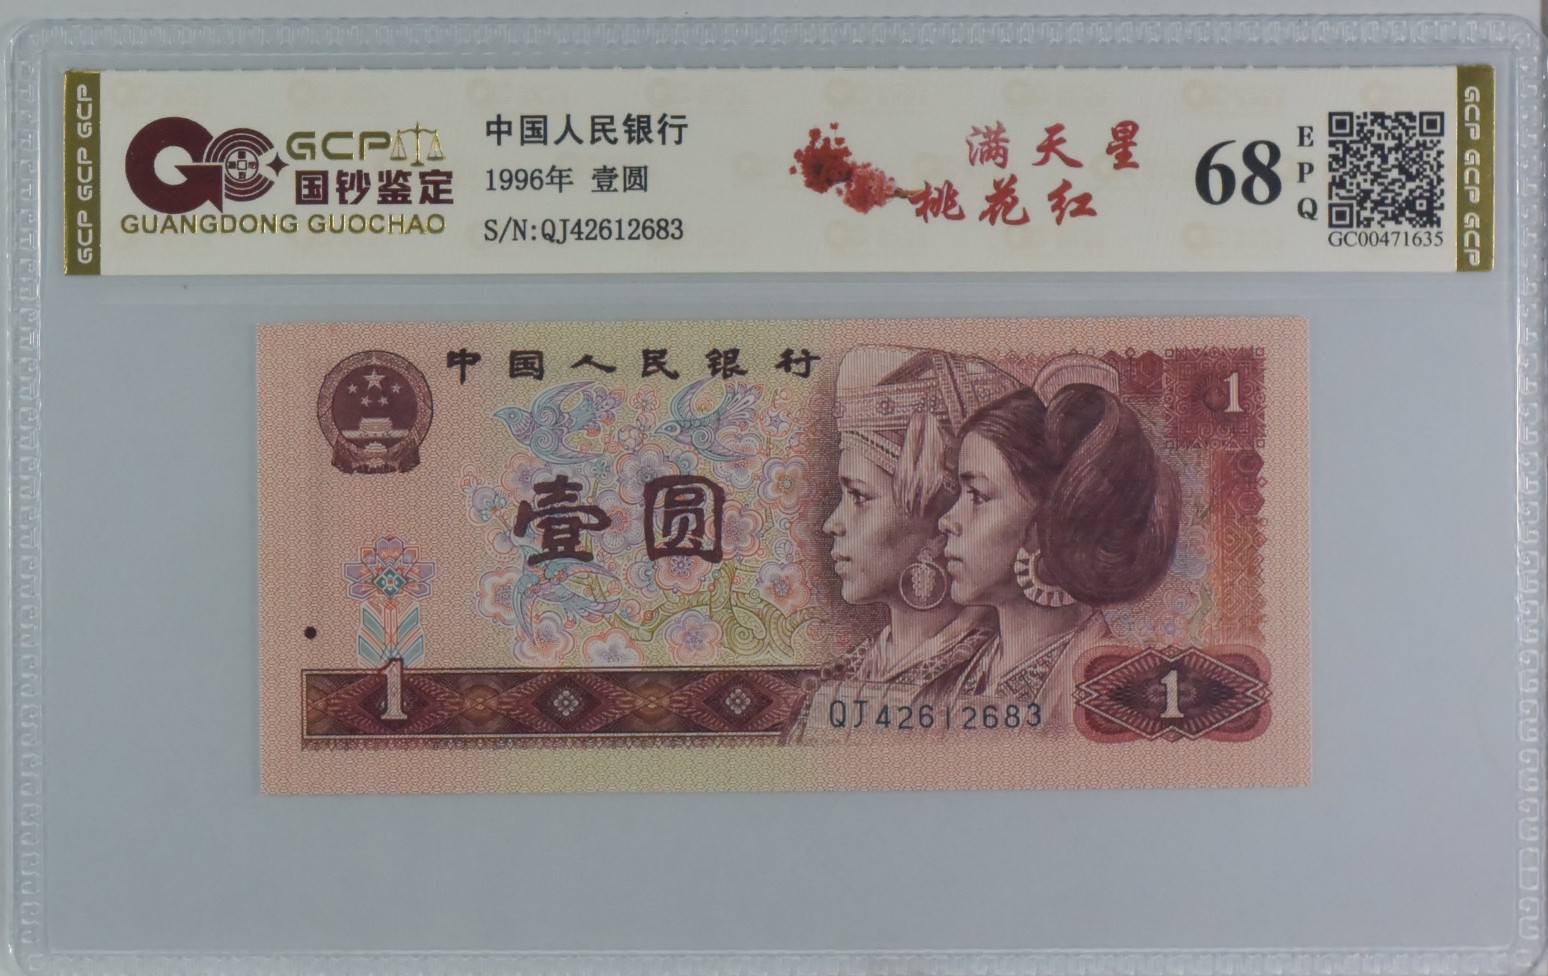 GCP GCP GCP
GCP
国钞鉴定
GUANGDONG GUOCHAO
中国人民银行
1996年 壹圆
S/N:QJ42612683
满天星
桃花红
68
EPQ
GC00471635
GCP GCP GCP
中国人民银行
1
壹圆
1
QJ42612683
1